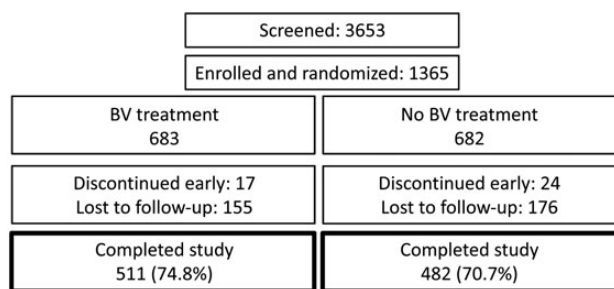 Screened: 3653
Enrolled and randomized: 1365
BV treatment
683
No BV treatment
682
Discontinued early: 17
Lost to follow-up: 155
Discontinued early: 24
Lost to follow-up: 176
Completed study
511 (74.8%)
Completed study
482 (70.7%)